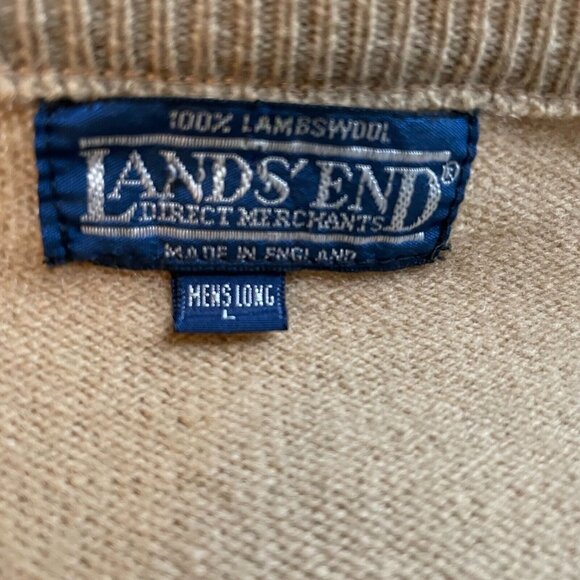 100% LAMBSWOOL
LANDS' END®
DIRECT MERCHANTS
MADE IN ENGLAND
MENS LONG
L